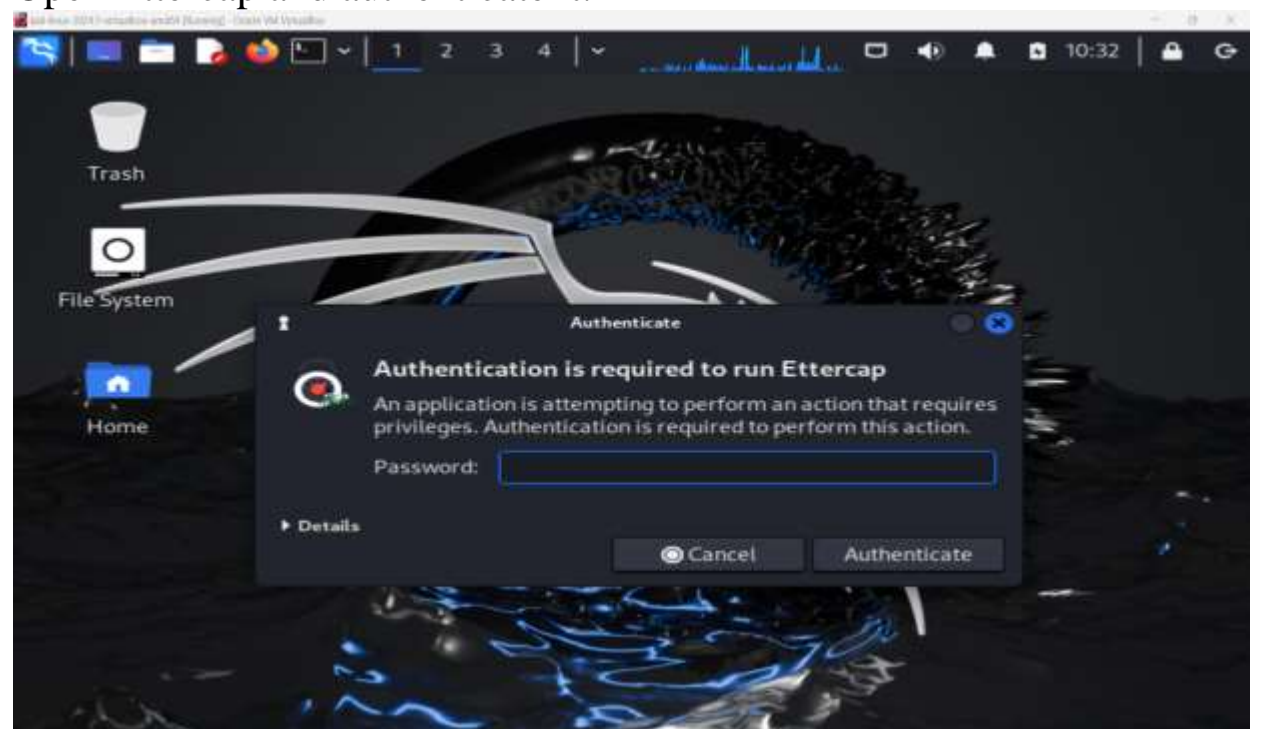 10:32
1 2 3 4
Trash
File System
Home
Authenticate
Authentication is required to run Ettercap
An application is attempting to perform an action that requires
privileges. Authentication is required to perform this action.
Password:
Details
Cancel Authenticate